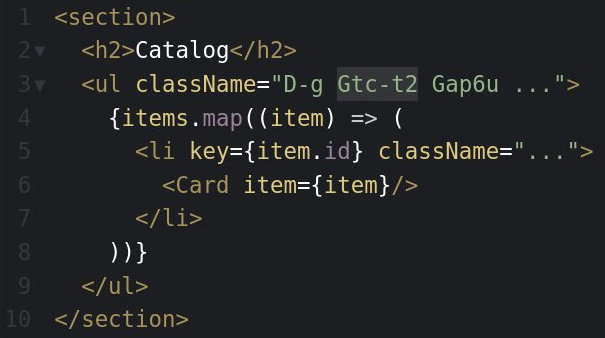 1 <section>
2 <h2>Catalog</h2>
3 <ul className="D-g Gtc-t2 Gap6u ...">
4 {items.map((item) => (
5 <li key={item.id} className="...">
6 <Card item={item}/>
7 </li>
8 ))}
9 </ul>
10 </section>